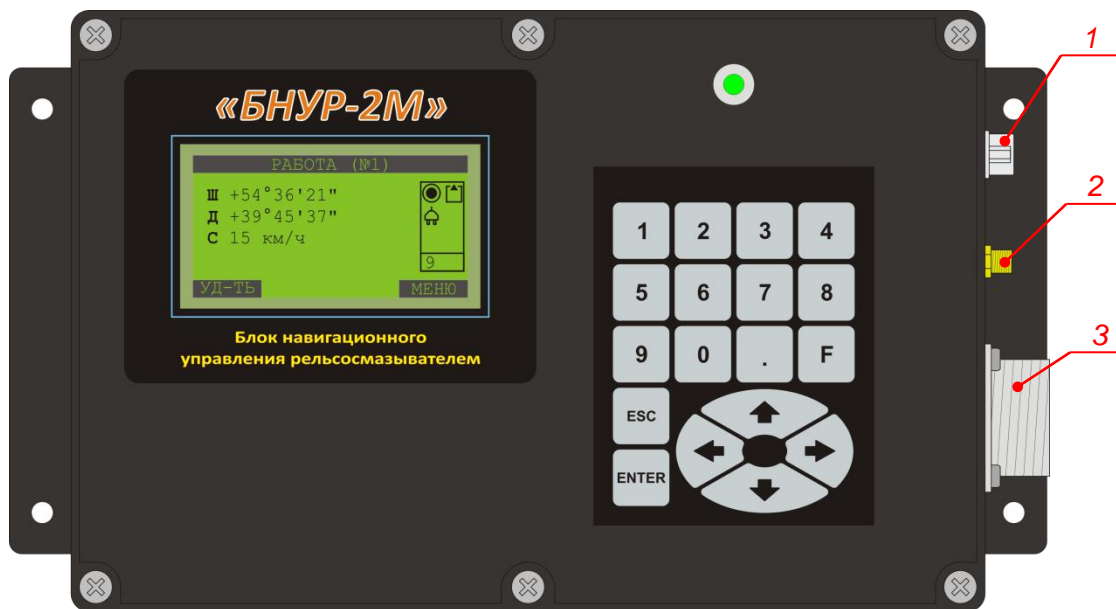 «БНУР-2М»
РАБОТА (№1)
Ш +54°36'21"
Д +39°45'37"
С 15 км/ч
9
УД-ТЬ МЕНЮ
Блок навигационного
управления рельсосмазывателем
1 2 3 4
5 6 7 8
9 0 . F
ESC
ENTER
1
2
3